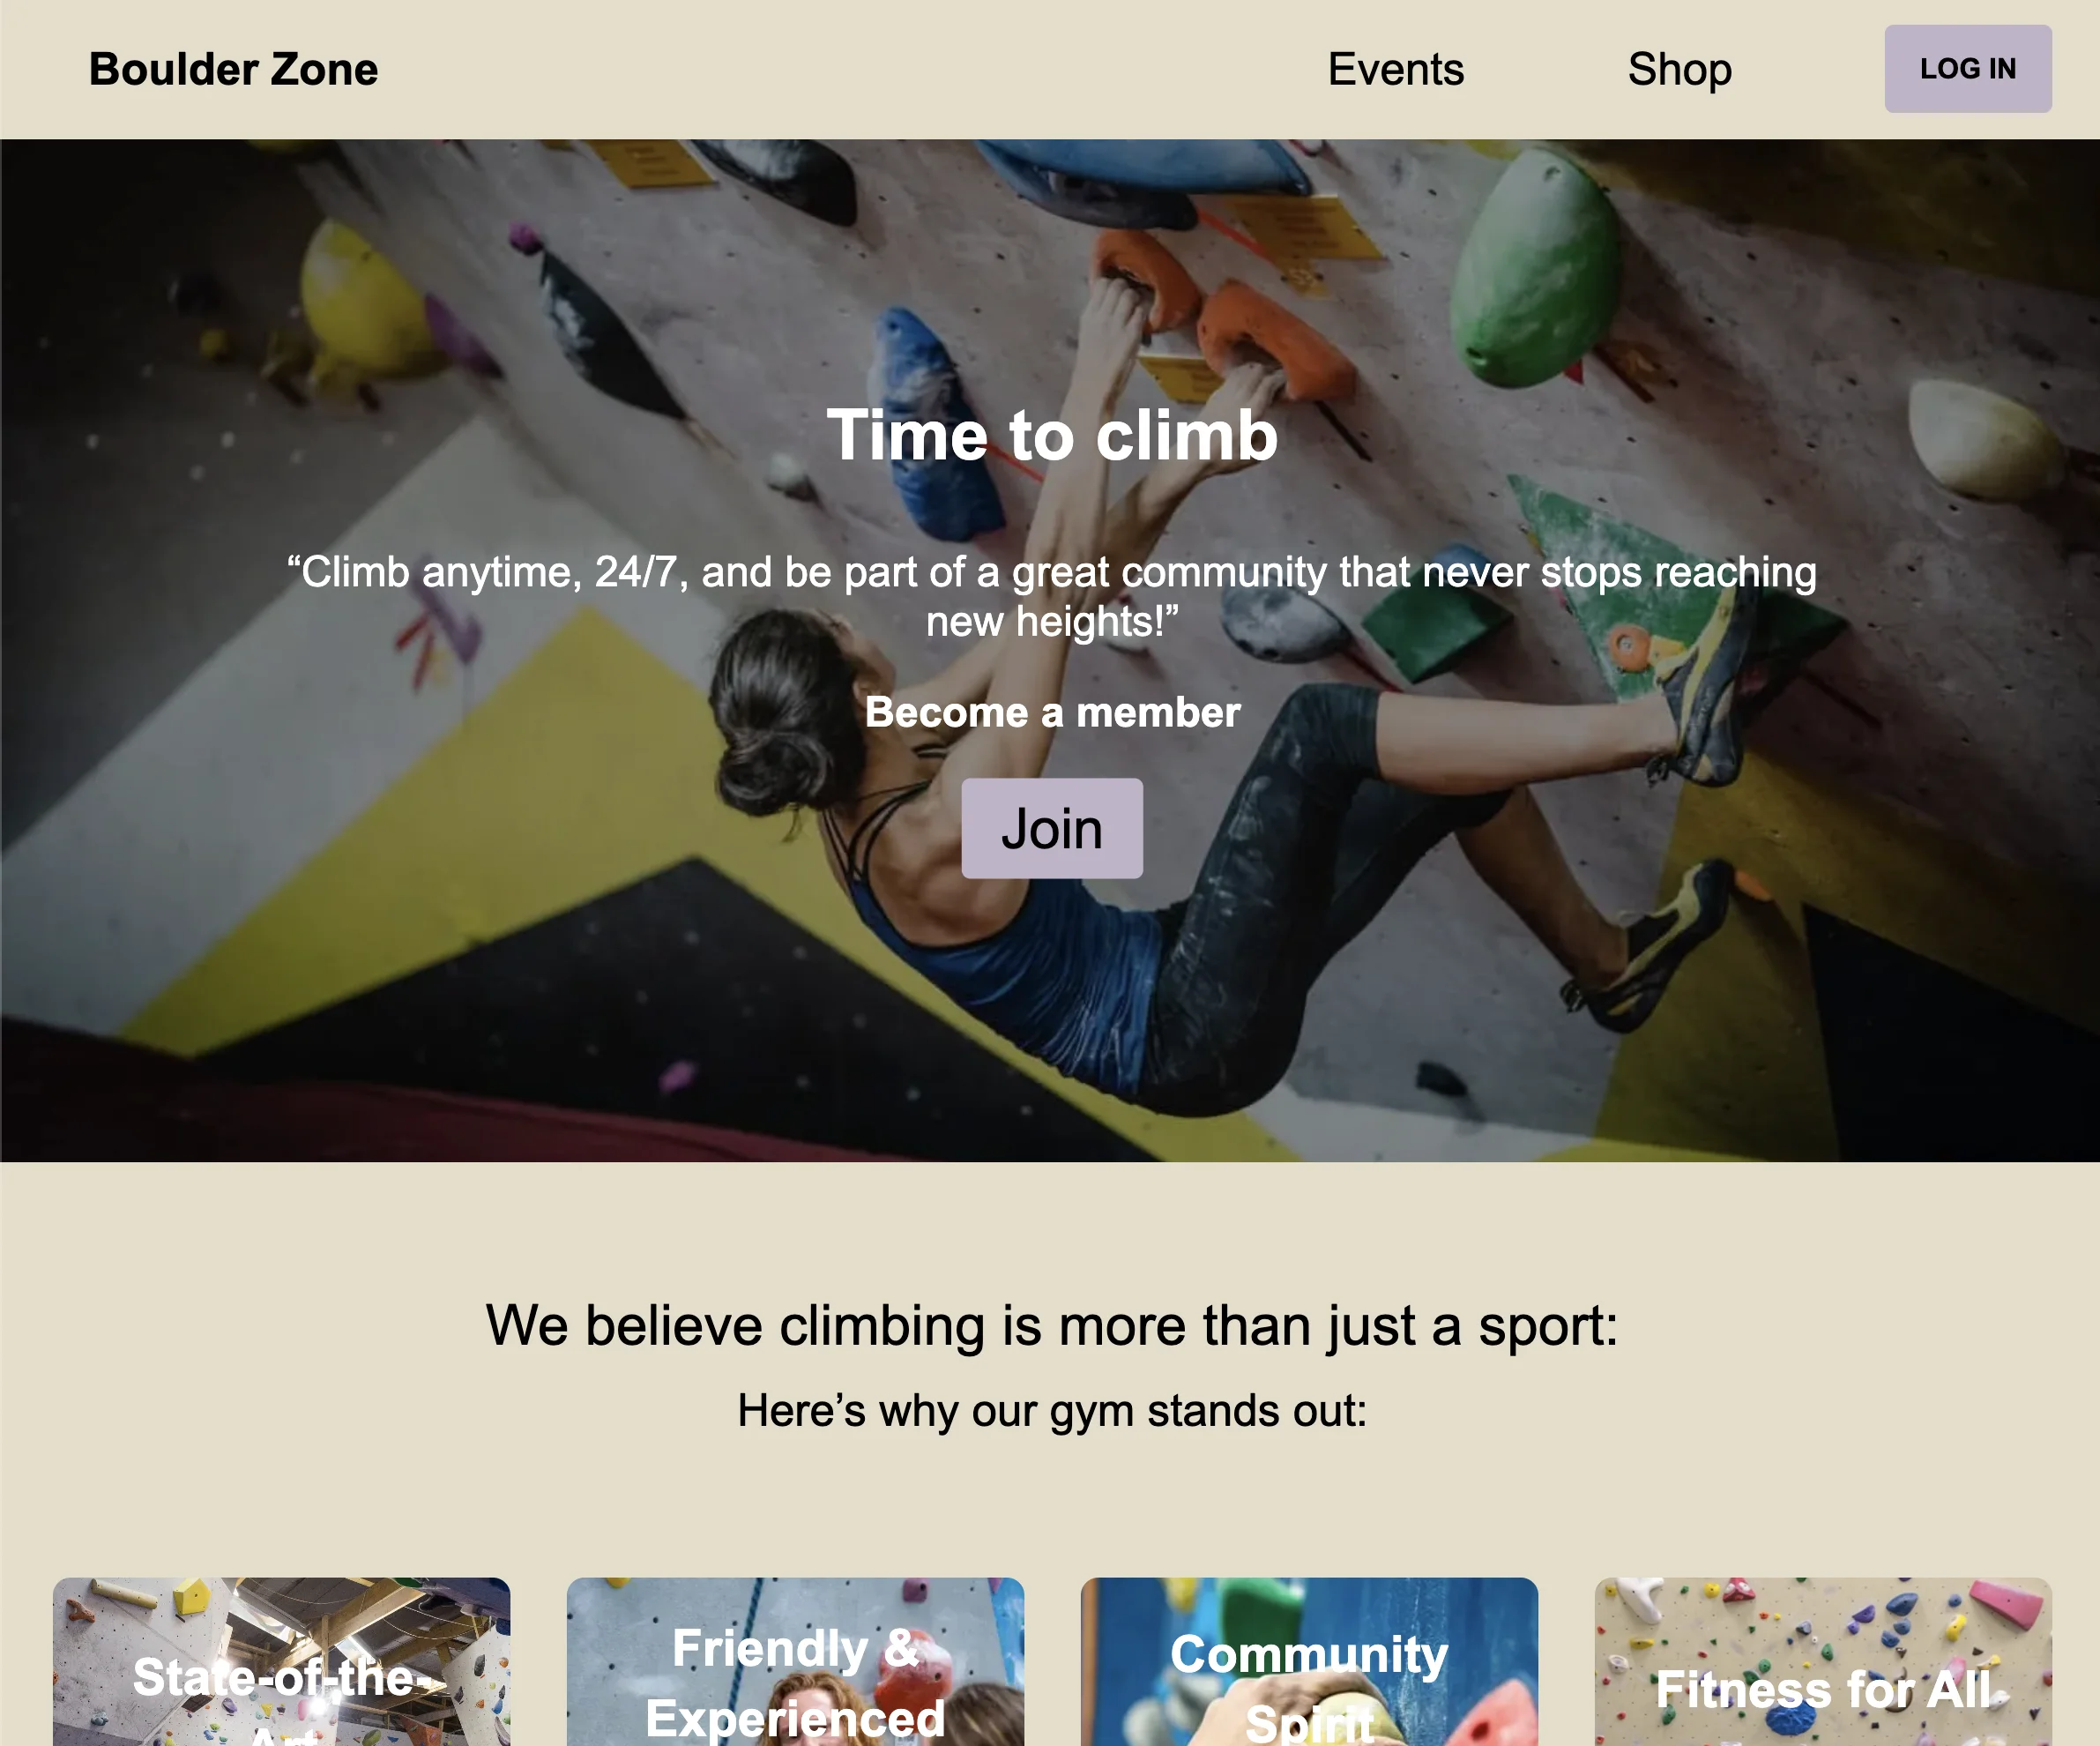 Boulder Zone
Events
Shop
LOG IN
Time to climb
“Climb anytime, 24/7, and be part of a great community that never stops reaching
new heights!”
Become a member
Join
We believe climbing is more than just a sport:
Here’s why our gym stands out:
State-of-the-
Art
Friendly &
Experienced
Community
Spirit
Fitness for All